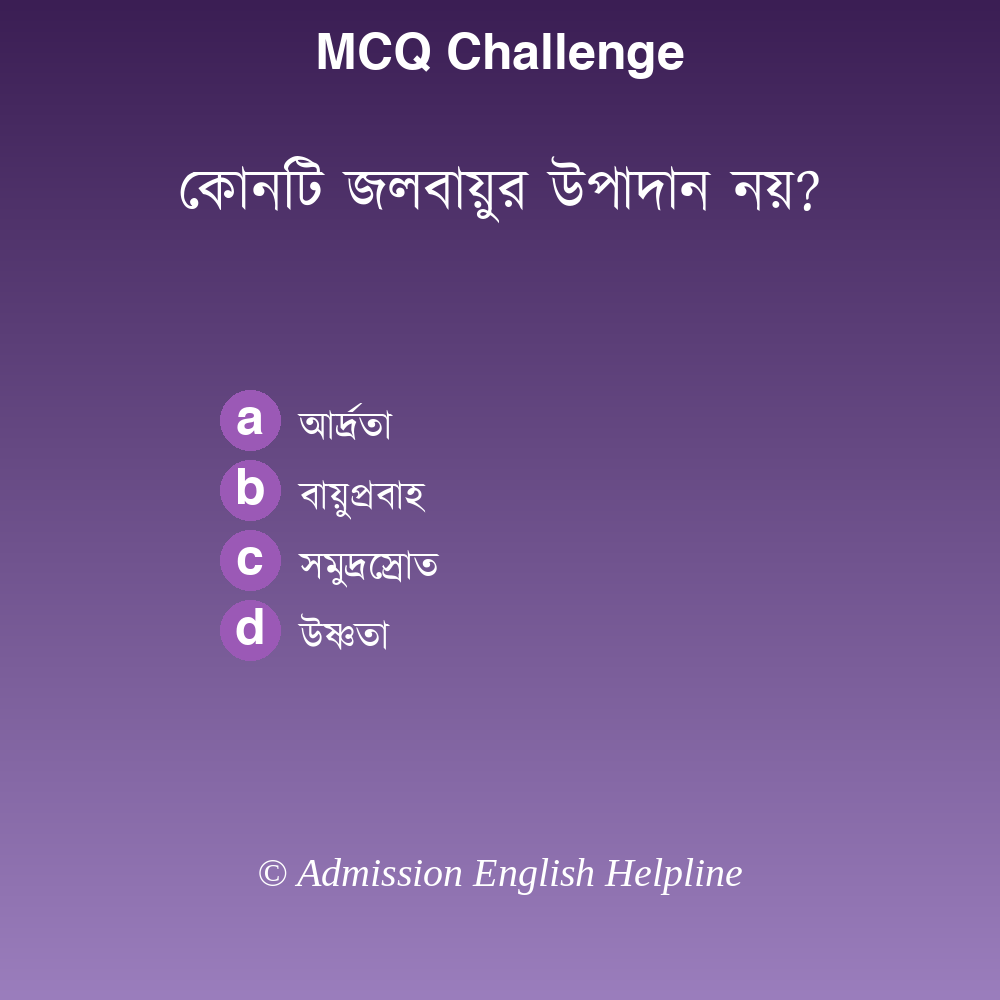 MCQ Challenge
কোনটি জলবায়ুর উপাদান নয়?
a আর্দ্রতা
b বায়ুপ্রবাহ
c সমুদ্রস্রোত
d উষ্ণতা
© Admission English Helpline